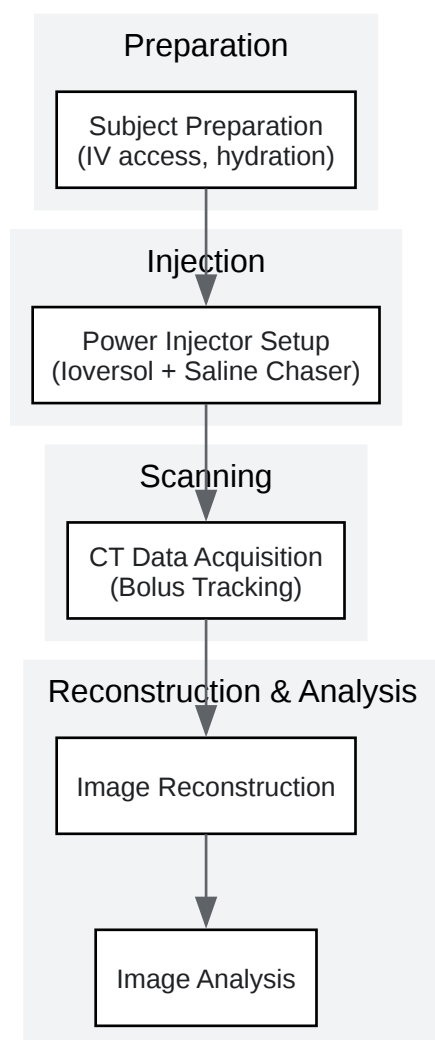 Preparation
Subject Preparation
(IV access, hydration)
Injection
Power Injector Setup
(Ioversol + Saline Chaser)
Scanning
CT Data Acquisition
(Bolus Tracking)
Reconstruction & Analysis
Image Reconstruction
Image Analysis